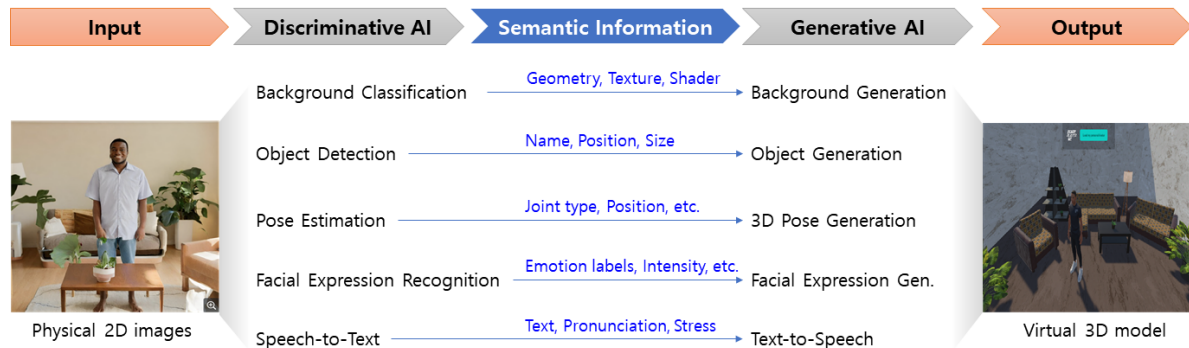 Input
Discriminative AI
Semantic Information
Generative AI
Output
Background Classification
Geometry, Texture, Shader
Background Generation
Object Detection
Name, Position, Size
Object Generation
Pose Estimation
Joint type, Position, etc.
3D Pose Generation
Facial Expression Recognition
Emotion labels, Intensity, etc.
Facial Expression Gen.
Speech-to-Text
Text, Pronunciation, Stress
Text-to-Speech
Physical 2D images
Virtual 3D model